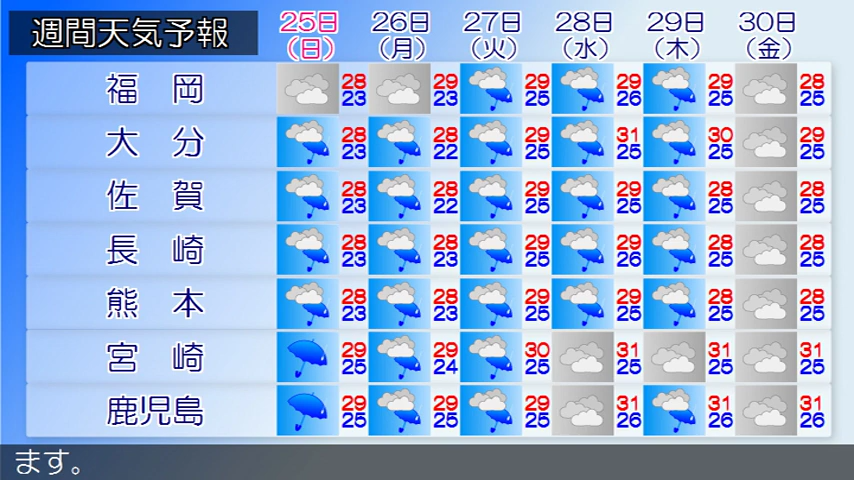 週間天気予報
25日 26日 27日 28日 29日 30日
（日） （月） （火） （水） （木） （金）
福岡 28 23 29 23 29 25 29 26 29 25 28 25
大分 28 23 28 22 29 25 31 25 30 25 29 25
佐賀 28 23 28 22 29 25 29 25 28 25 28 25
長崎 28 23 28 23 29 25 29 26 28 25 28 25
熊本 28 23 28 23 29 25 29 25 28 25 28 25
宮崎 29 25 29 24 30 25 31 25 31 25 31 25
鹿児島 29 25 29 25 29 25 31 26 31 26 31 26
ます。